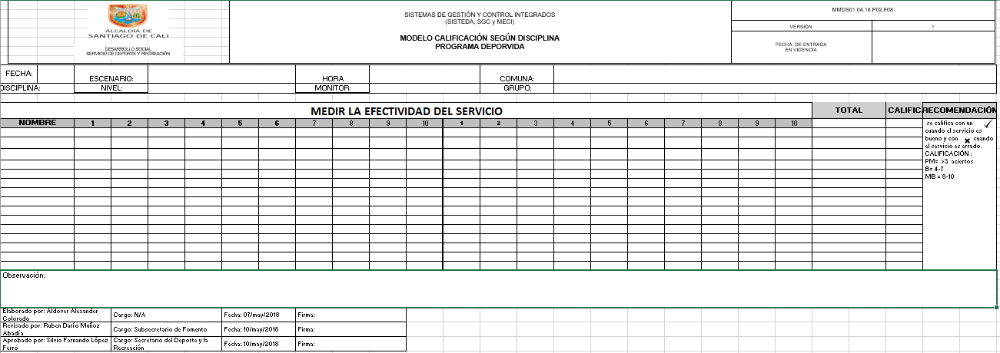 ALCALDÍA DE
SANTIAGO DE CALI
DESARROLLO SOCIAL
SERVICIO DE DEPORTE Y RECREACIÓN
SISTEMAS DE GESTIÓN Y CONTROL INTEGRADOS
(SISTEDA, SGC y MECI)
MODELO CALIFICACIÓN SEGÚN DISCIPLINA
PROGRAMA DEPORVIDA
MMDS01.04.18.P02.F08
VERSIÓN 1
FECHA DE ENTRADA
EN VIGENCIA
FECHA: ESCENARIO: HORA COMUNA:
DISCIPLINA: NIVEL: MONITOR: GRUPO:
MEDIR LA EFECTIVIDAD DEL SERVICIO TOTAL CALIFIC RECOMENDACIÓN
NOMBRE 1 2 3 4 5 6 7 8 9 10 1 2 3 4 5 6 7 8 9 10
se califica con un ✓
cuando el servicio es
bueno y con ✖ cuando
el servicio es errado.
CALIFICACIÓN :
PM= >3 aciertos
B= 4-7
MB = 8-10
Observación:
Elaborado por: Aldover Alexander
Colorado
Cargo: N/A
Fecha: 07/may/2018
Firma:
Revisado por: Ruben Darío Muñoz
Abadía
Cargo: Subsecretario de Fomento
Fecha: 10/may/2018
Firma:
Aprobado por: Silvio Fernando López
Ferro
Cargo: Secretario del Deporte y la
Recreación
Fecha: 10/may/2018
Firma: